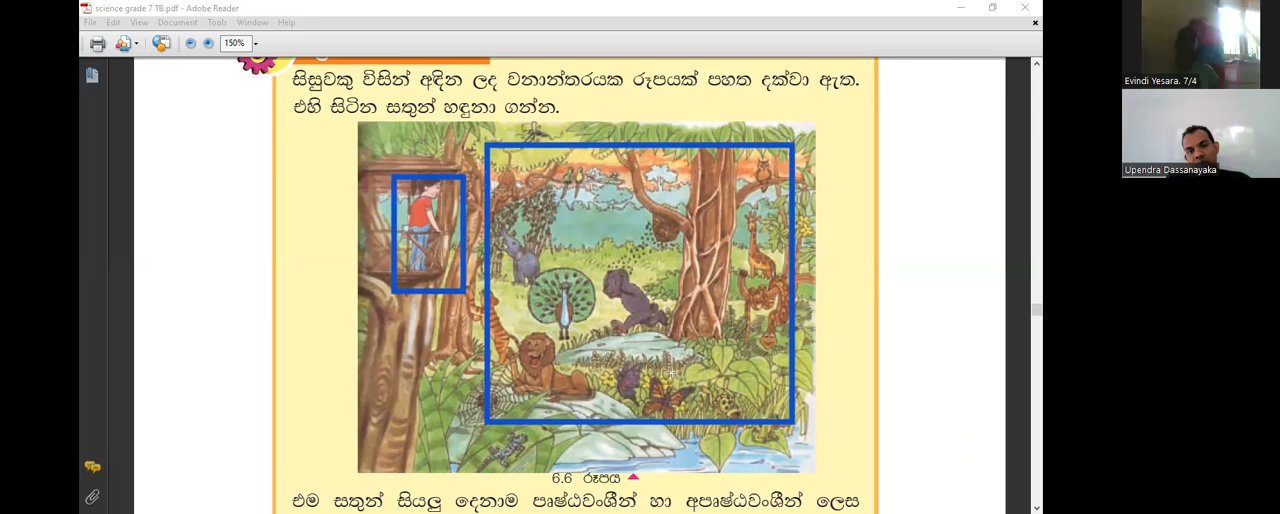 science grade 7 TB.pdf - Adobe Reader
File Edit View Document Tools Window Help
150%
සිසුවකු විසින් අඳින ලද වනාන්තරයක රූපයක් පහත දක්වා ඇත.
එහි සිටින සතුන් හඳුනා ගන්න.
6.6 රූපය
එම සතුන් සියලු දෙනාම පෘෂ්ඨවංශීන් හා අපෘෂ්ඨවංශීන් ලෙස
Evindi Yesara. 7/4
Upendra Dassanayaka